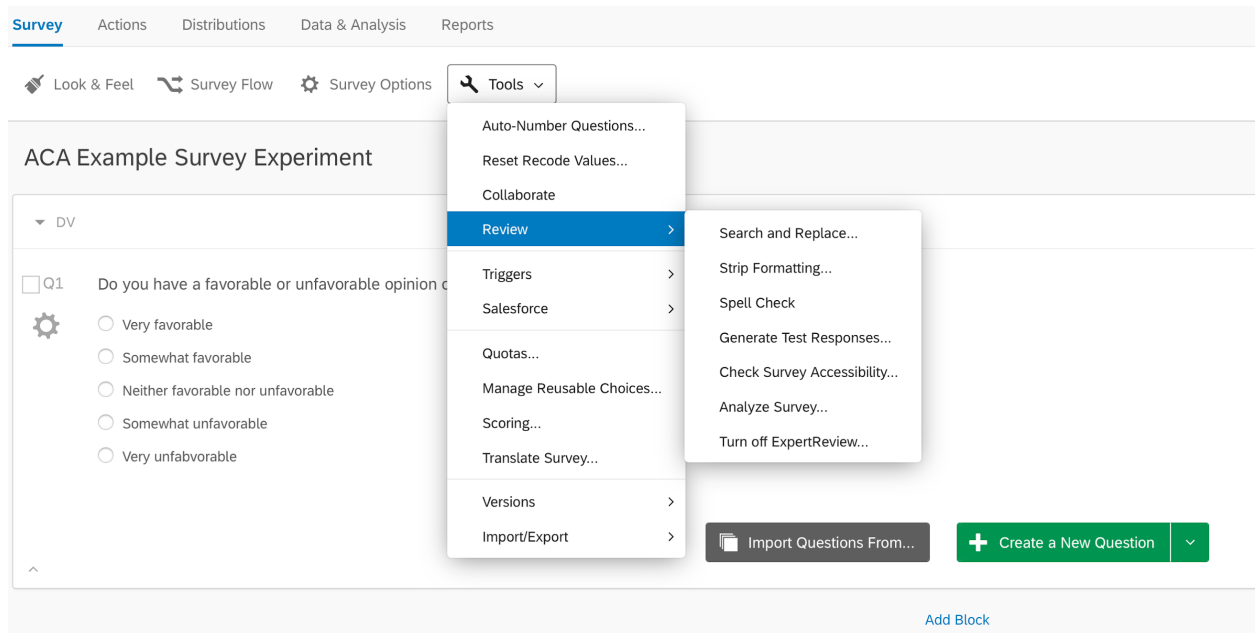 Survey Actions Distributions Data & Analysis Reports
Look & Feel Survey Flow Survey Options Tools
ACA Example Survey Experiment
DV
Q1 Do you have a favorable or unfavorable opinion
Very favorable
Somewhat favorable
Neither favorable nor unfavorable
Somewhat unfavorable
Very unfabvorable
Auto-Number Questions...
Reset Recode Values...
Collaborate
Review
Triggers
Salesforce
Quotas...
Manage Reusable Choices...
Scoring...
Translate Survey...
Versions
Import/Export
Search and Replace...
Strip Formatting...
Spell Check
Generate Test Responses...
Check Survey Accessibility...
Analyze Survey...
Turn off ExpertReview...
Import Questions From... Create a New Question
Add Block